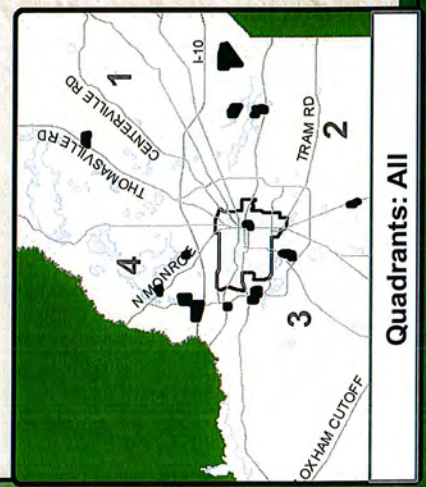 1
I-10
CENTERVILLE RD
THOMASVILLE RD
TRAM RD
2
4
N MONROE
3
OXHAM CUTOFF
Quadrants: All